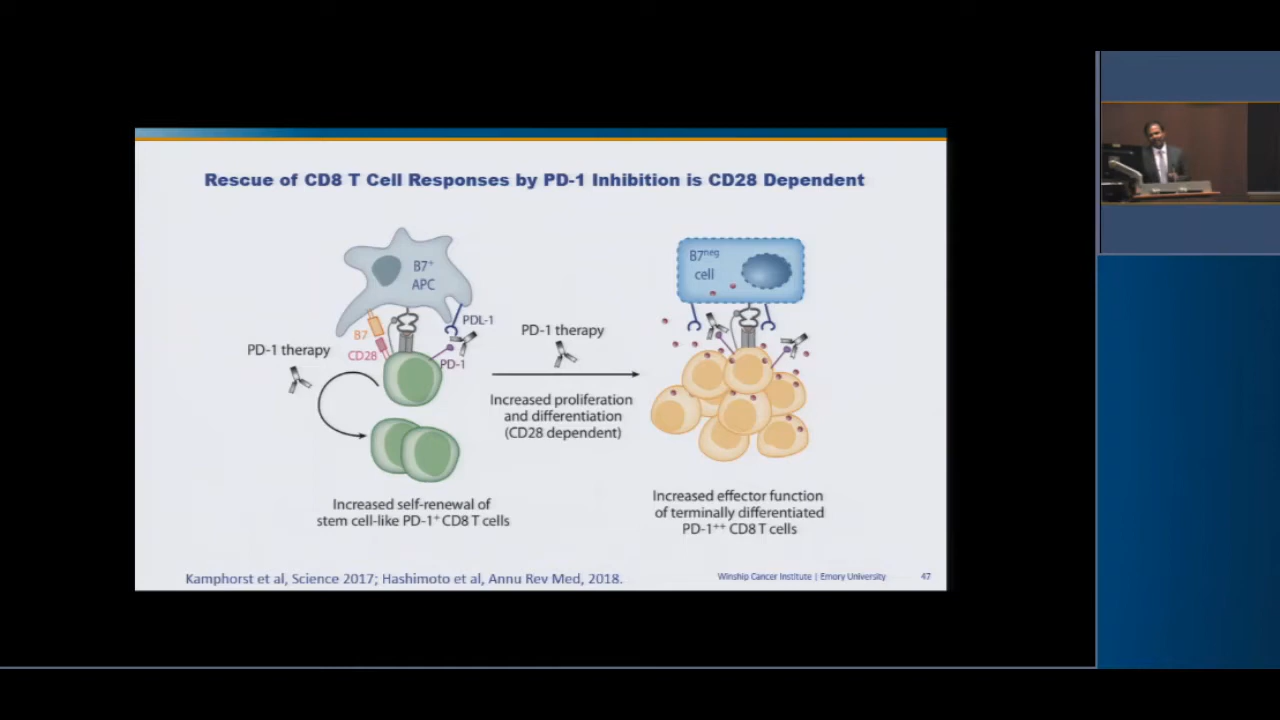 Rescue of CD8 T Cell Responses by PD-1 Inhibition is CD28 Dependent
B7⁺
APC
PDL-1
B7
CD28
PD-1
PD-1 therapy
Increased self-renewal of
stem cell-like PD-1⁺ CD8 T cells
PD-1 therapy
Increased proliferation
and differentiation
(CD28 dependent)
B7ⁿᵉᵍ
cell
Increased effector function
of terminally differentiated
PD-1⁺⁺ CD8 T cells
Kamphorst et al, Science 2017; Hashimoto et al, Annu Rev Med, 2018.
Winship Cancer Institute | Emory University
47